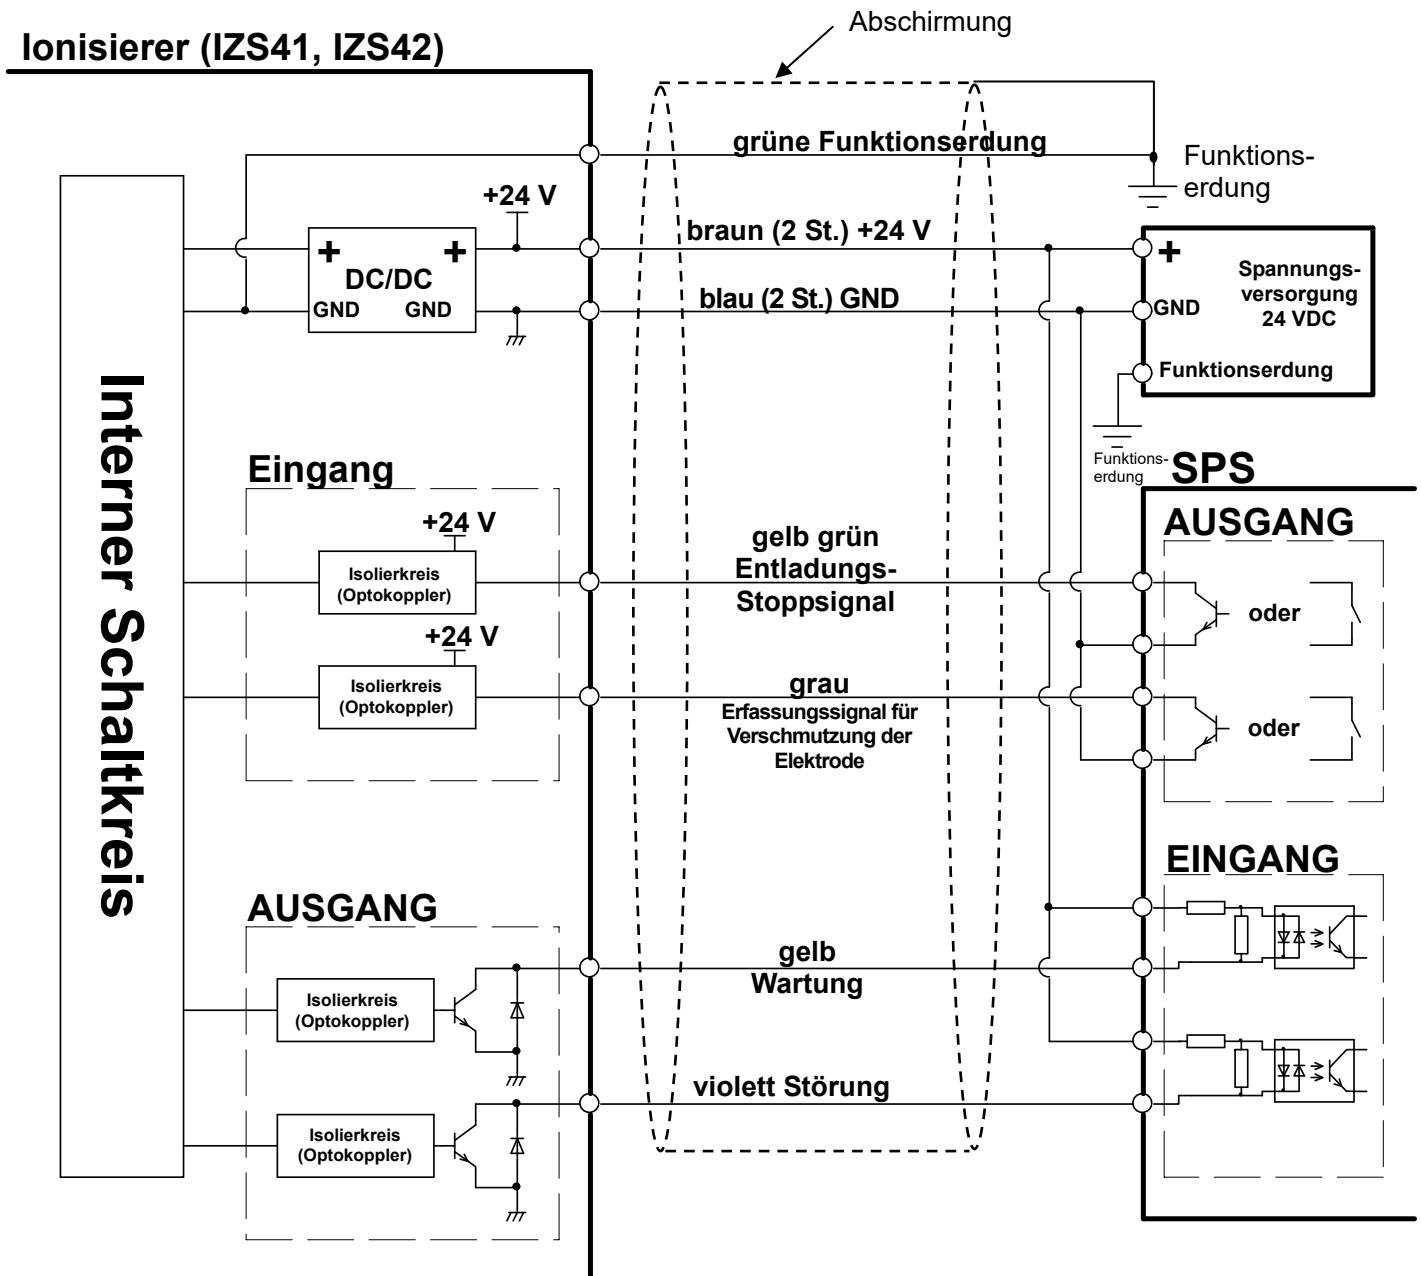 Abschirmung
Ionisierer (IZS41, IZS42)
grüne Funktionserdung
Funktions-
erdung
+24 V
braun (2 St.) +24 V
+ +
DC/DC
GND GND
blau (2 St.) GND
+
GND
Spannungs-
versorgung
24 VDC
Funktionserdung
Funktions-
erdung
Interner Schaltkreis
Eingang
+24 V
Isolierkreis
(Optokoppler)
+24 V
Isolierkreis
(Optokoppler)
gelb grün
Entladungs-
Stoppsignal
grau
Erfassungssignal für
Verschmutzung der
Elektrode
SPS
AUSGANG
oder
oder
EINGANG
AUSGANG
Isolierkreis
(Optokoppler)
gelb
Wartung
Isolierkreis
(Optokoppler)
violett Störung